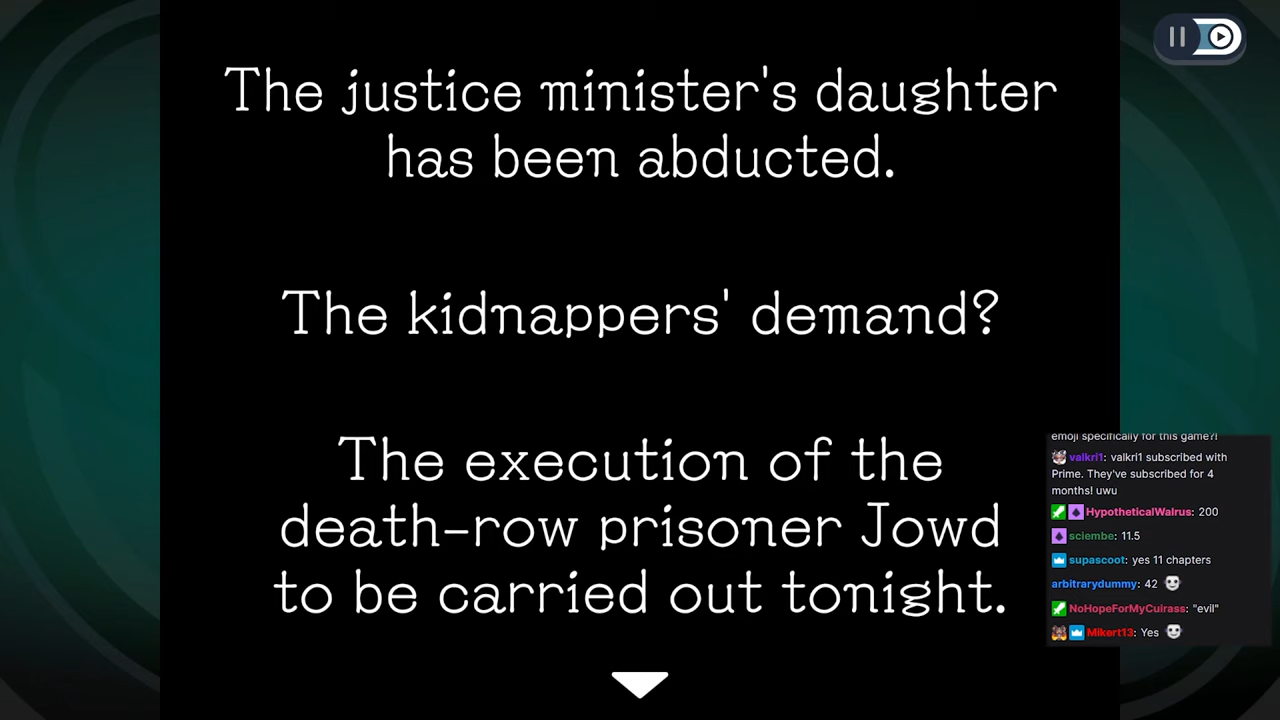 The justice minister's daughter
has been abducted.
The kidnappers' demand?
The execution of the
death-row prisoner Jowd
to be carried out tonight.
emoji specifically for this game?!
valkri1: valkri1 subscribed with
Prime. They've subscribed for 4
months! uwu
HypotheticalWalrus: 200
sciembe: 11.5
supascoot: yes 11 chapters
arbitrarydummy: 42
NoHopeForMyCuirass: "evil"
Mikert13: Yes